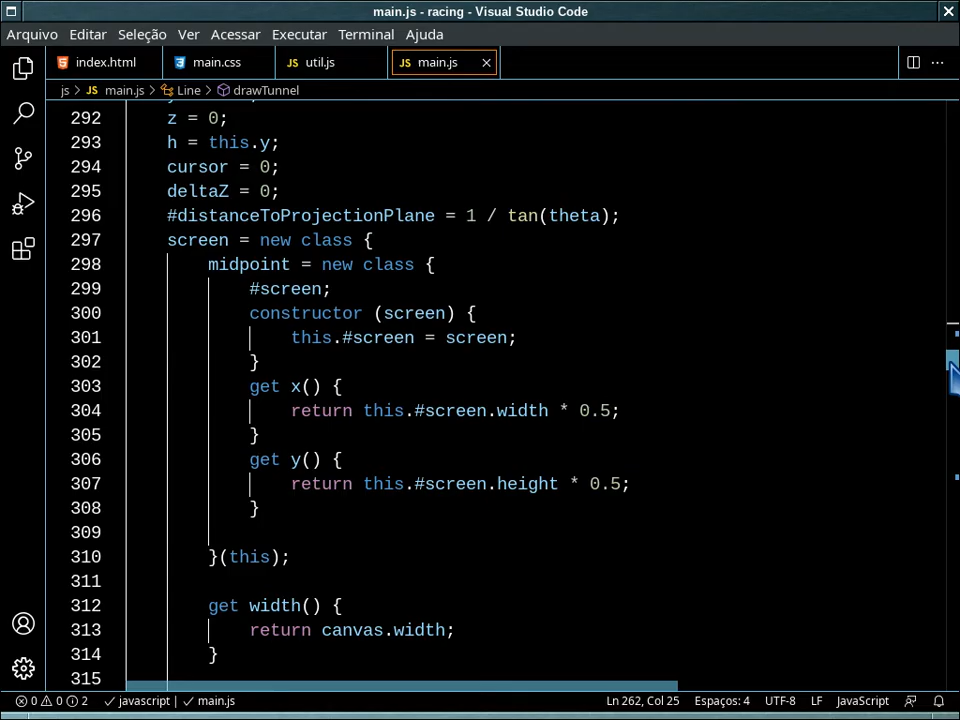 main.js - racing - Visual Studio Code
Arquivo Editar Seleção Ver Acessar Executar Terminal Ajuda
index.html main.css JS util.js JS main.js
js > JS main.js > Line > drawTunnel
292 z = 0;
293 h = this.y;
294 cursor = 0;
295 deltaZ = 0;
296 #distanceToProjectionPlane = 1 / tan(theta);
297 screen = new class {
298 midpoint = new class {
299 #screen;
300 constructor (screen) {
301 this.#screen = screen;
302 }
303 get x() {
304 return this.#screen.width * 0.5;
305 }
306 get y() {
307 return this.#screen.height * 0.5;
308 }
309
310 }(this);
311
312 get width() {
313 return canvas.width;
314 }
315
0 0 2 javascript | main.js Ln 262, Col 25 Espaços: 4 UTF-8 LF JavaScript